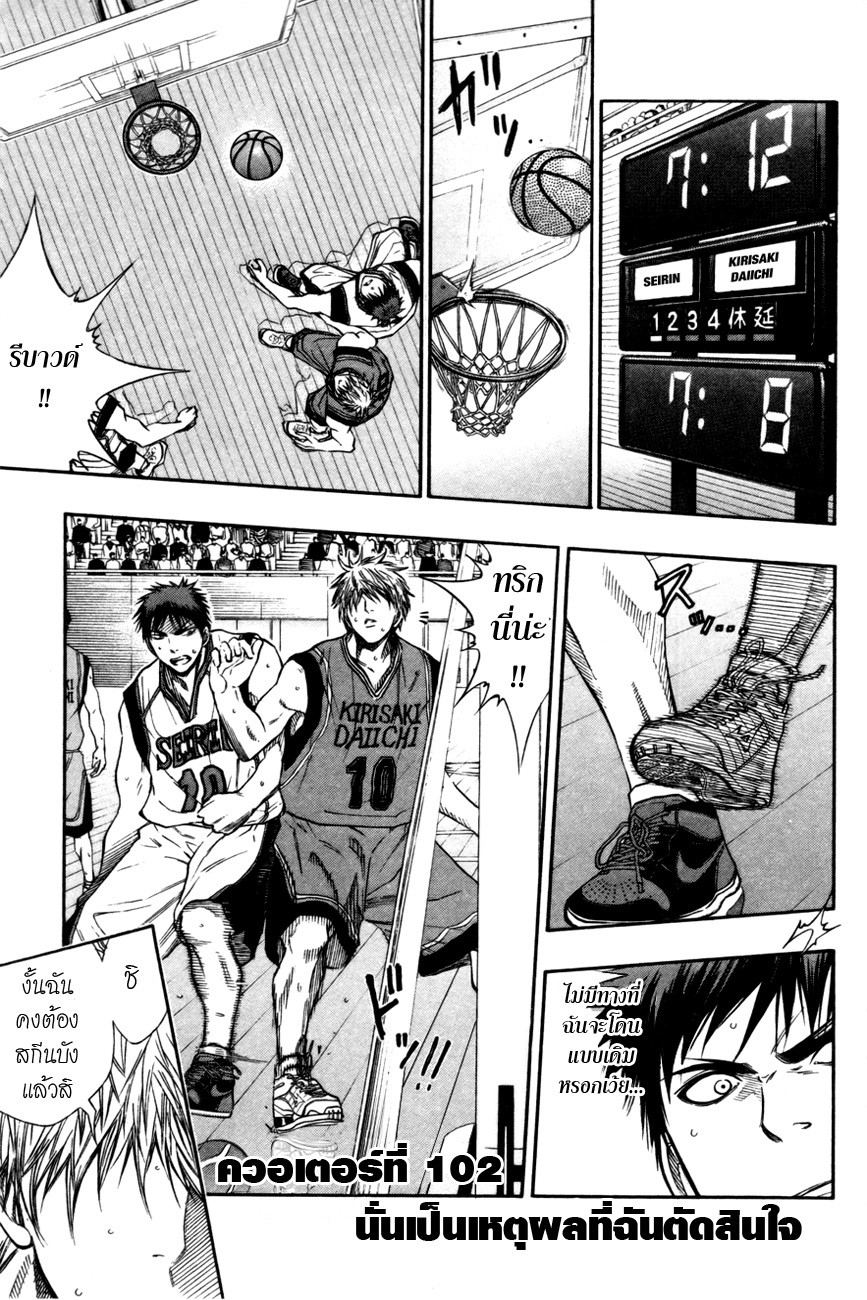 7:12
SEIRIN
KIRISAKI
DAIICHI
1 2 3 4 休 延
7:8
ガ
ッ…
รีบาวด์
!!
ス
ッ…
ทริก
นี่น่ะ
!!
SEIRI
10
KIRISAKI
DAIICHI
10
ドッ
ไม่มีทางที่
ฉันจะโดน
แบบเดิม
หรอกเว้ย...
ชิ
งั้นฉัน
คงต้อง
สกีนบัง
แล้วสิ
ควอเตอร์ที่ 102
นั่นเป็นเหตุผลที่ฉันตัดสินใจ